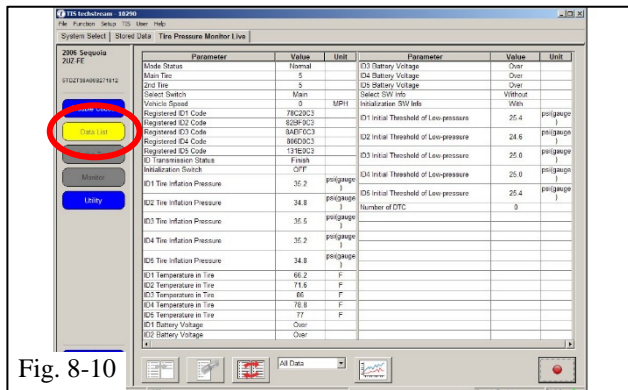 TIS techstream - 10290
File Function Setup TIS User Help
System Select Stored Data Tire Pressure Monitor Live
2006 Sequoia
2UZ-FE
Data List
Monitor
Utility
Parameter Value Unit
Mode Status Normal
Main Tire 5
2nd Tire 5
Select Switch Main
Vehicle Speed 0 MPH
Registered ID1 Code 78C20C3
Registered ID2 Code 82BF0C3
Registered ID3 Code 8ABF0C3
Registered ID4 Code 806D0C3
Registered ID5 Code 131E0C3
ID Transmission Status Finish
Initialization Switch OFF
ID1 Tire Inflation Pressure 35.2 psi(gauge)
ID2 Tire Inflation Pressure 34.8 psi(gauge)
ID3 Tire Inflation Pressure 35.5 psi(gauge)
ID4 Tire Inflation Pressure 35.2 psi(gauge)
ID5 Tire Inflation Pressure 34.8 psi(gauge)
ID1 Temperature in Tire 66.2 F
ID2 Temperature in Tire 71.6 F
ID3 Temperature in Tire 86 F
ID4 Temperature in Tire 78.8 F
ID5 Temperature in Tire 77 F
ID1 Battery Voltage Over
ID2 Battery Voltage Over
Parameter Value Unit
ID3 Battery Voltage Over
ID4 Battery Voltage Over
ID5 Battery Voltage Over
Select SW Info Without
Initialization SW Info With
ID1 Initial Threshold of Low-pressure 25.4 psi(gauge)
ID2 Initial Threshold of Low-pressure 24.6 psi(gauge)
ID3 Initial Threshold of Low-pressure 25.0 psi(gauge)
ID4 Initial Threshold of Low-pressure 25.0 psi(gauge)
ID5 Initial Threshold of Low-pressure 25.4 psi(gauge)
Number of DTC 0
All Data
Fig. 8-10